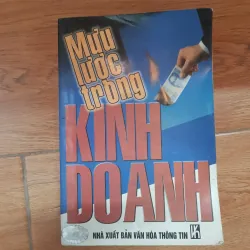 Mưu
lược
trong
KINH
DOANH
NHÀ XUẤT BẢN VĂN HÓA THÔNG TIN